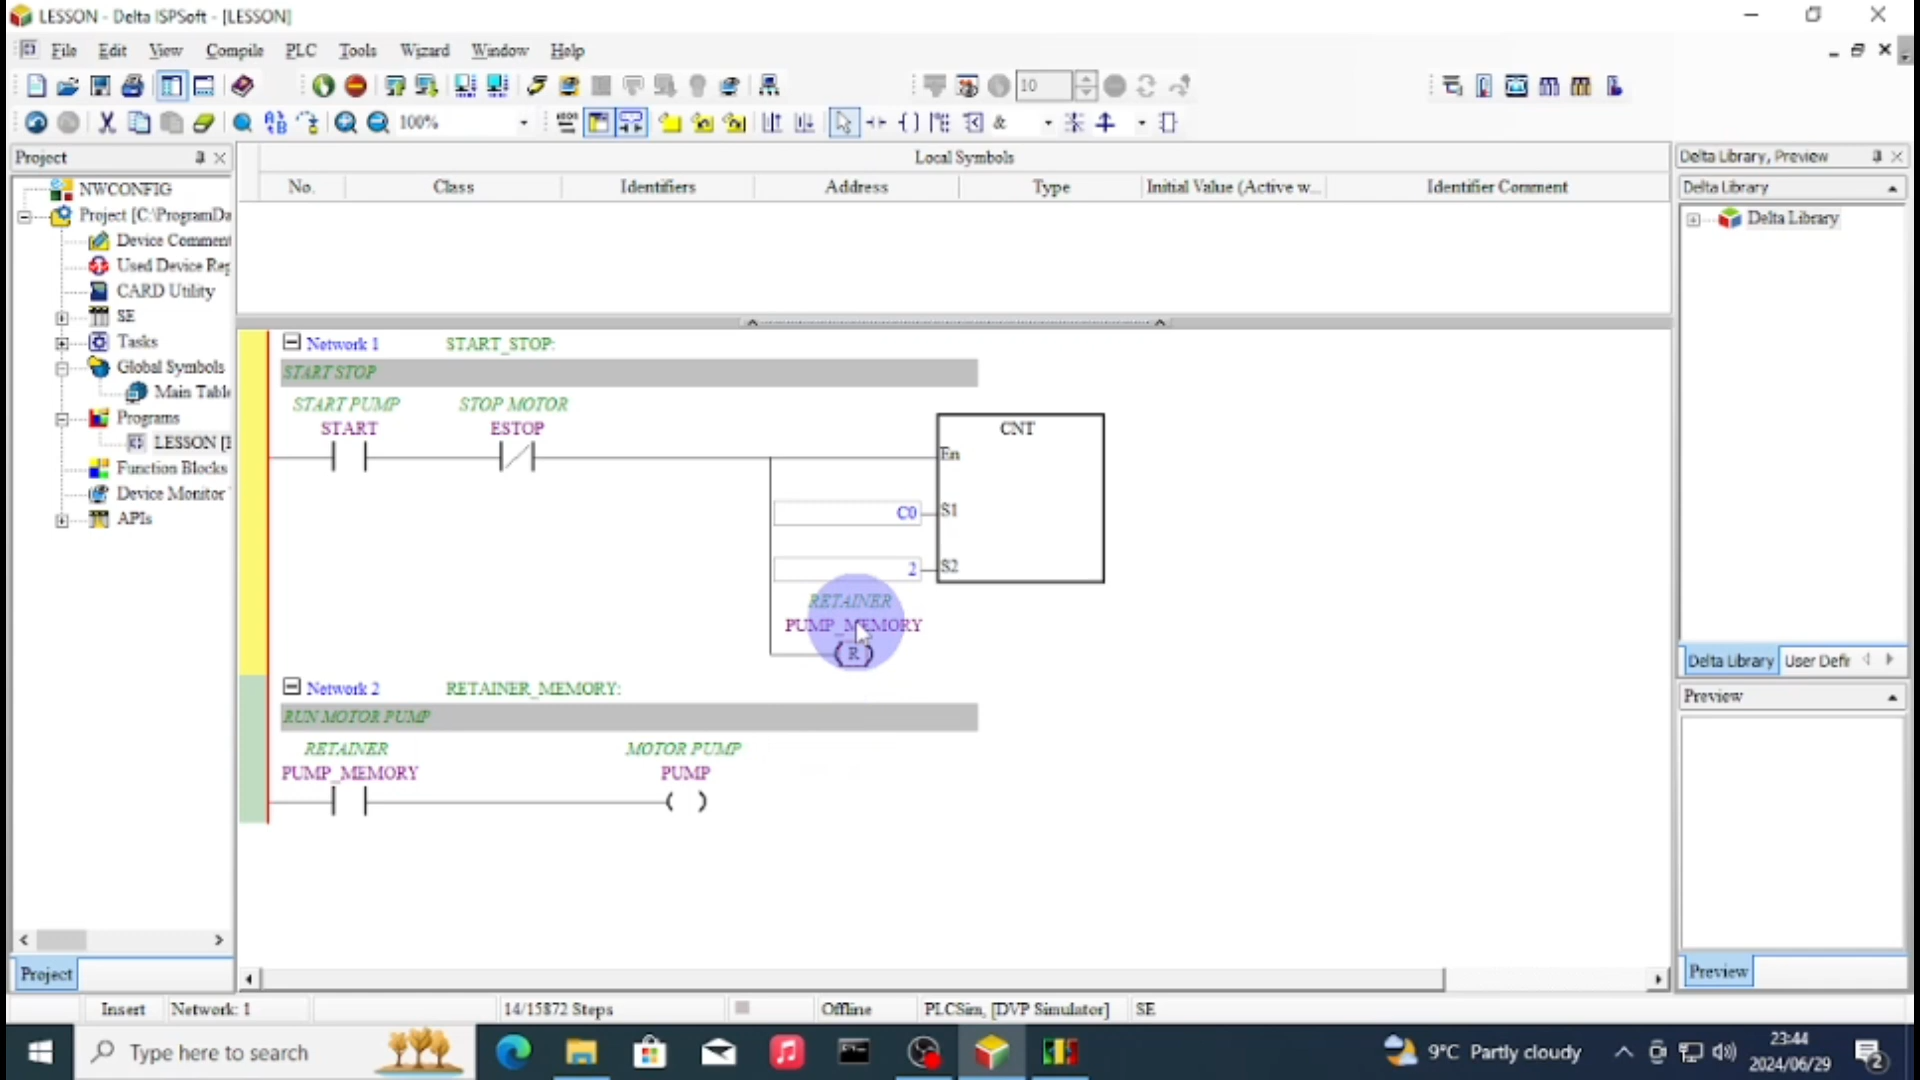 LESSON - Delta ISPSoft - [LESSON]
File Edit View Compile PLC Tools Wizard Window Help
10
100%
Project
NWCONFIG
Project [C:\ProgramDa
Device Comment
Used Device Rep
CARD Utility
SE
Tasks
Global Symbols
Main Table
Programs
LESSON [
Function Blocks
Device Monitor
APIs
Project
Local Symbols
No. Class Identifiers Address Type Initial Value (Active w... Identifier Comment
Network 1 START_STOP:
START STOP
START PUMP STOP MOTOR
START ESTOP
CNT
En
C0 S1
2 S2
RETAINER
PUMP_MEMORY
R
Network 2 RETAINER_MEMORY:
RUN MOTOR PUMP
RETAINER MOTOR PUMP
PUMP_MEMORY PUMP
Delta Library, Preview
Delta Library
Delta Library
Delta Library User Defi
Preview
Preview
Insert Network: 1 14/15872 Steps Offline PLCSim, [DVP Simulator] SE
Type here to search
9°C Partly cloudy
23:44
2024/06/29
2